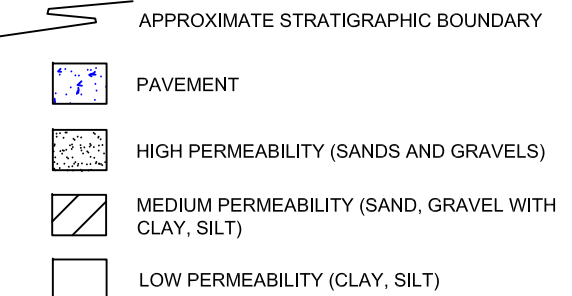 APPROXIMATE STRATIGRAPHIC BOUNDARY
PAVEMENT
HIGH PERMEABILITY (SANDS AND GRAVELS)
MEDIUM PERMEABILITY (SAND, GRAVEL WITH
CLAY, SILT)
LOW PERMEABILITY (CLAY, SILT)